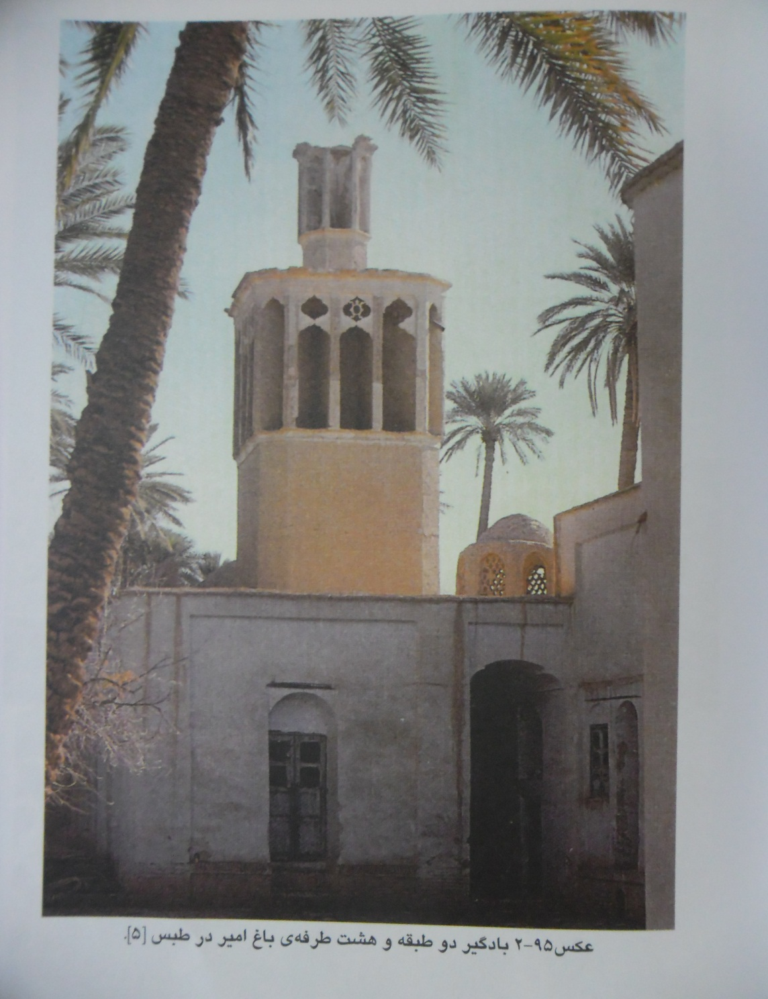 عکس۹۵-۲ بادگیر دو طبقه و هشت طرفه‌ی باغ امیر در طبس [۵].